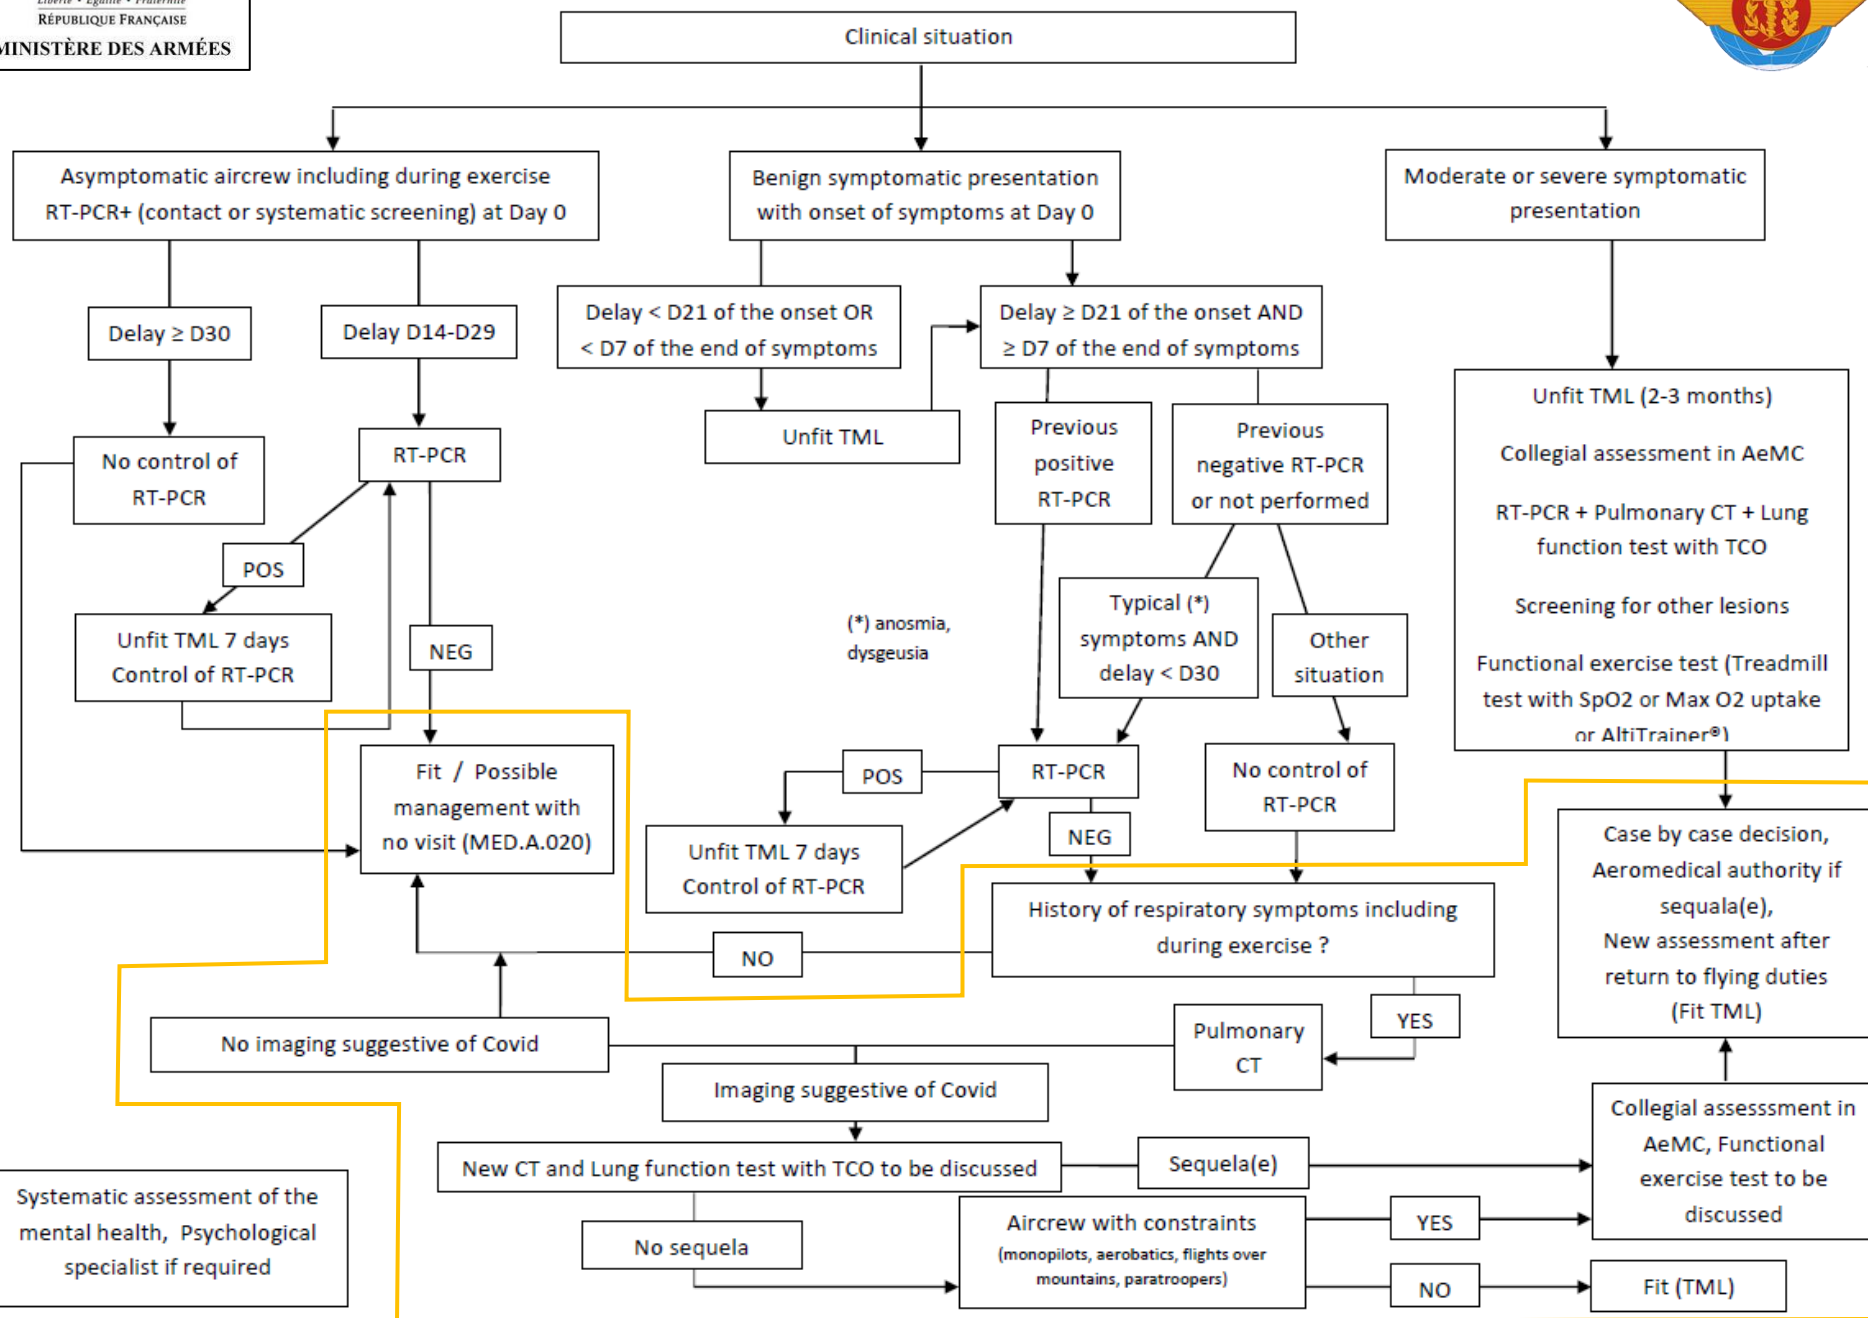 Liberté • Égalité • Fraternité
RÉPUBLIQUE FRANÇAISE
MINISTÈRE DES ARMÉES
Clinical situation
Asymptomatic aircrew including during exercise
RT-PCR+ (contact or systematic screening) at Day 0
Benign symptomatic presentation
with onset of symptoms at Day 0
Moderate or severe symptomatic
presentation
Delay ≥ D30
Delay D14-D29
Delay < D21 of the onset OR
< D7 of the end of symptoms
Delay ≥ D21 of the onset AND
≥ D7 of the end of symptoms
No control of
RT-PCR
RT-PCR
Unfit TML
Previous
positive
RT-PCR
Previous
negative RT-PCR
or not performed
Unfit TML (2-3 months)
Collegial assessment in AeMC
RT-PCR + Pulmonary CT + Lung
function test with TCO
Screening for other lesions
Functional exercise test (Treadmill
test with SpO2 or Max O2 uptake
or AltiTrainer®)
POS
Unfit TML 7 days
Control of RT-PCR
NEG
(*) anosmia,
dysgeusia
Typical (*)
symptoms AND
delay < D30
Other
situation
Fit / Possible
management with
no visit (MED.A.020)
POS
RT-PCR
No control of
RT-PCR
Unfit TML 7 days
Control of RT-PCR
NEG
Case by case decision,
Aeromedical authority if
sequala(e),
New assessment after
return to flying duties
(Fit TML)
History of respiratory symptoms including
during exercise ?
NO
YES
No imaging suggestive of Covid
Pulmonary
CT
Imaging suggestive of Covid
New CT and Lung function test with TCO to be discussed
Sequela(e)
Collegial assesssment in
AeMC, Functional
exercise test to be
discussed
Systematic assessment of the
mental health, Psychological
specialist if required
No sequela
Aircrew with constraints
(monopilots, aerobatics, flights over
mountains, paratroopers)
YES
NO
Fit (TML)